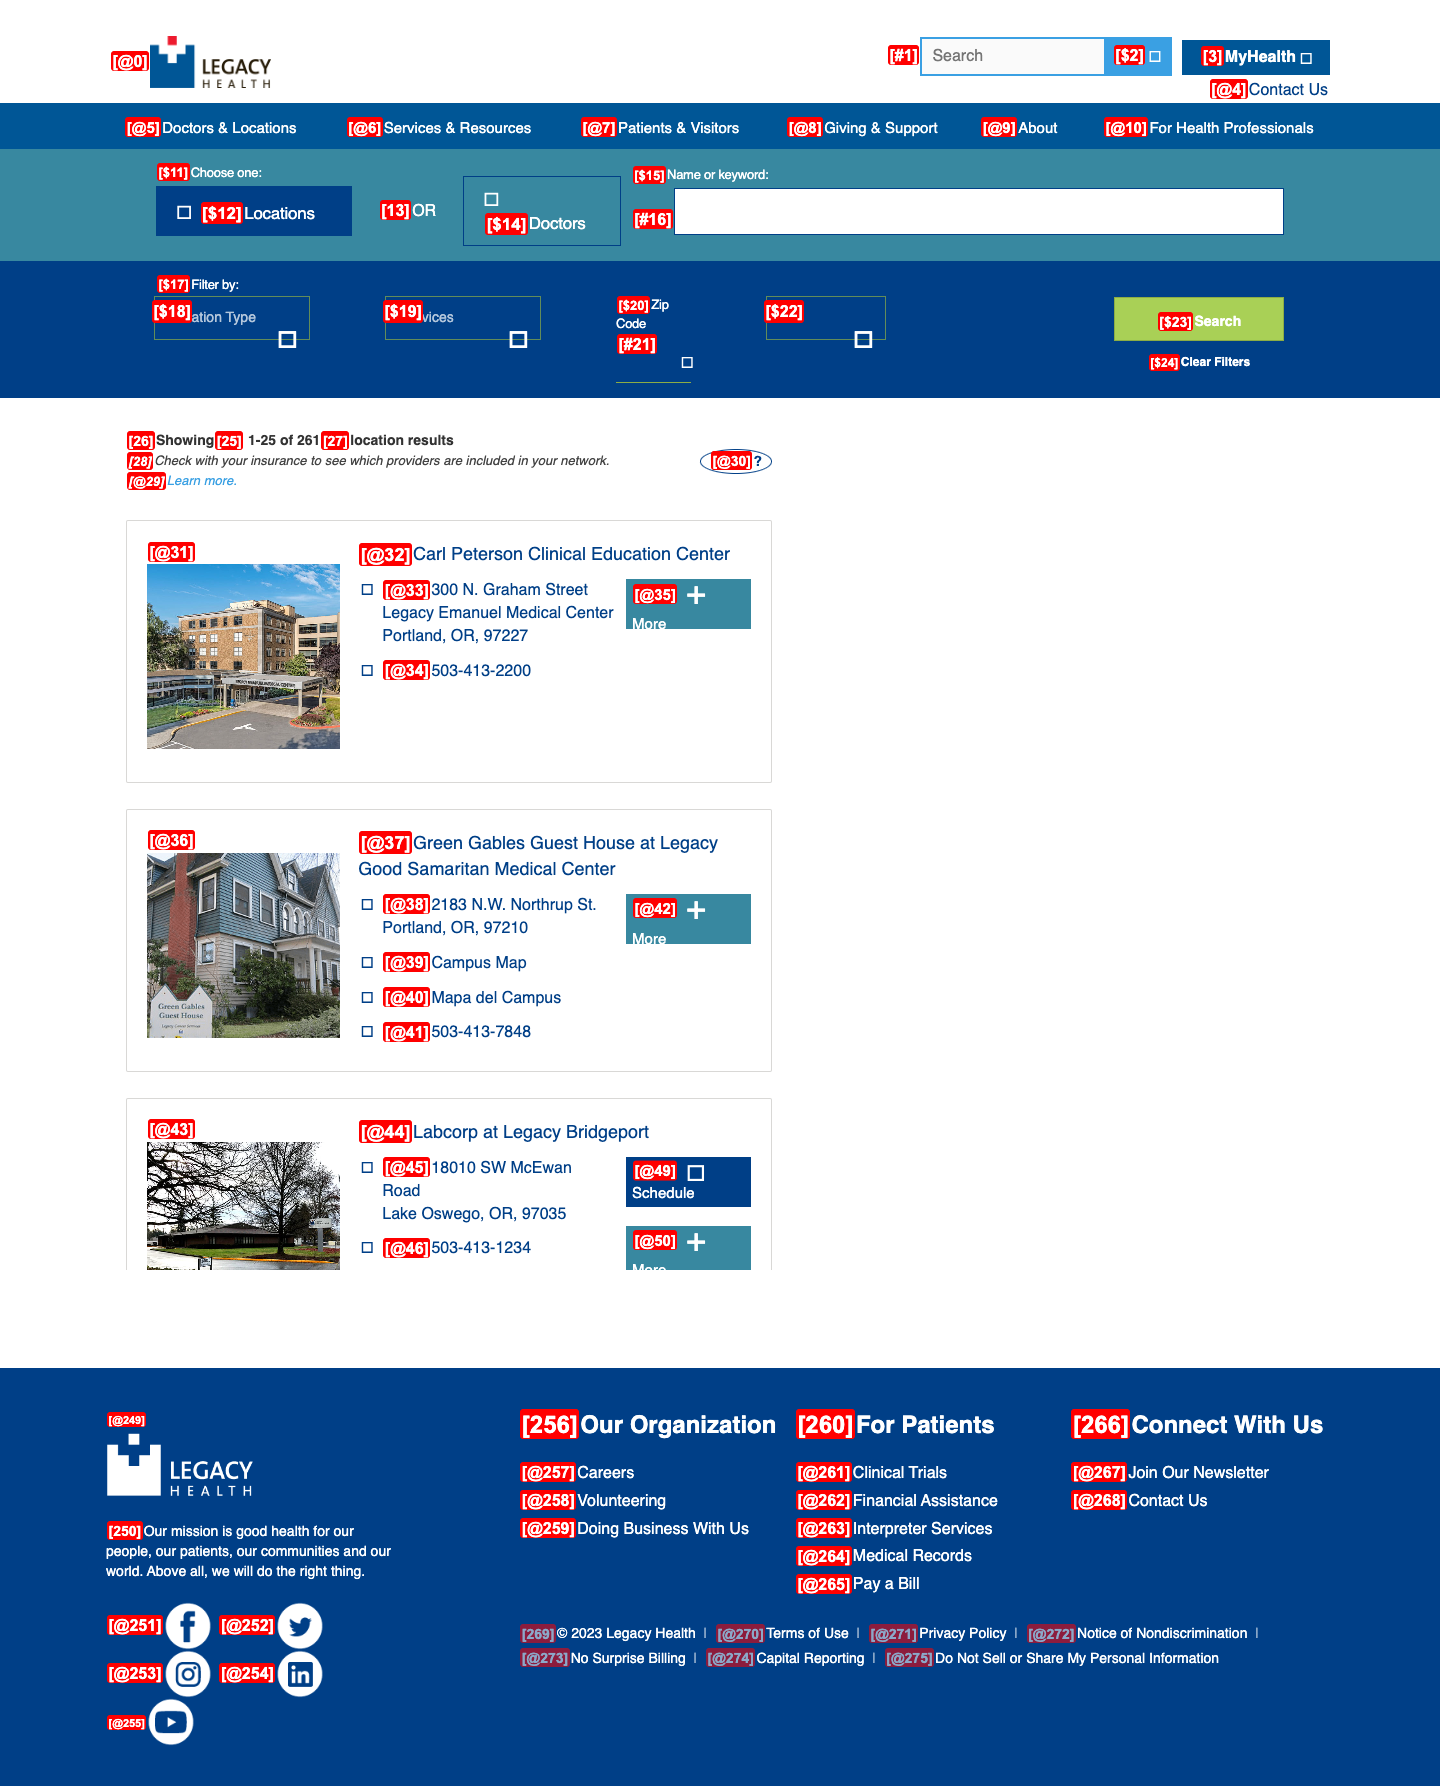 [@0] LEGACY
HEALTH
[#1] Search [$2] [3] MyHealth
[@4] Contact Us
[@5] Doctors & Locations [@6] Services & Resources [@7] Patients & Visitors [@8] Giving & Support [@9] About [@10] For Health Professionals
[$11] Choose one:
[$12] Locations
[13] OR
[$14] Doctors
[$15] Name or keyword:
[#16]
[$17] Filter by:
[$18] ation Type
[$19] vices
[$20] Zip
Code
[#21]
[$22]
[$23] Search
[$24] Clear Filters
[26] Showing [25] 1-25 of 261 [27] location results
[28] Check with your insurance to see which providers are included in your network.
[@29] Learn more.
[@30] ?
[@31]
[@32] Carl Peterson Clinical Education Center
[@33] 300 N. Graham Street
Legacy Emanuel Medical Center
Portland, OR, 97227
[@34] 503-413-2200
[@35] +
More
[@36]
Green Gables
Guest House
[@37] Green Gables Guest House at Legacy
Good Samaritan Medical Center
[@38] 2183 N.W. Northrup St.
Portland, OR, 97210
[@39] Campus Map
[@40] Mapa del Campus
[@41] 503-413-7848
[@42] +
More
[@43]
[@44] Labcorp at Legacy Bridgeport
[@45] 18010 SW McEwan
Road
Lake Oswego, OR, 97035
[@46] 503-413-1234
[@49]
Schedule
[@50] +
More
[@249]
LEGACY
HEALTH
[250] Our mission is good health for our
people, our patients, our communities and our
world. Above all, we will do the right thing.
[@251] [@252]
[@253] [@254]
[@255]
[256] Our Organization
[@257] Careers
[@258] Volunteering
[@259] Doing Business With Us
[260] For Patients
[@261] Clinical Trials
[@262] Financial Assistance
[@263] Interpreter Services
[@264] Medical Records
[@265] Pay a Bill
[266] Connect With Us
[@267] Join Our Newsletter
[@268] Contact Us
[269] © 2023 Legacy Health | [@270] Terms of Use | [@271] Privacy Policy | [@272] Notice of Nondiscrimination |
[@273] No Surprise Billing | [@274] Capital Reporting | [@275] Do Not Sell or Share My Personal Information